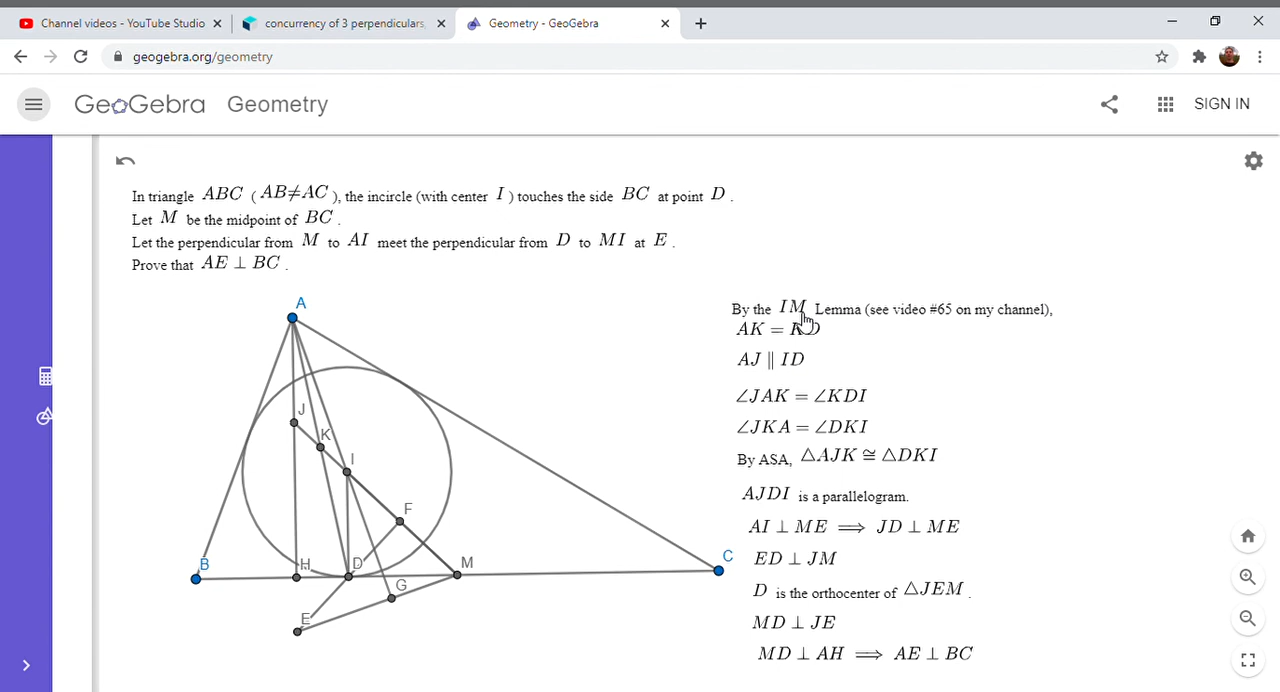 Channel videos - YouTube Studio
concurrency of 3 perpendiculars,
Geometry - GeoGebra
geogebra.org/geometry
GeoGebra Geometry
SIGN IN
In triangle ABC ( AB≠AC ), the incircle (with center I ) touches the side BC at point D .
Let M be the midpoint of BC .
Let the perpendicular from M to AI meet the perpendicular from D to MI at E .
Prove that AE ⊥ BC .
A
J
K
I
F
B
H
D
M
C
G
E
By the IM Lemma (see video #65 on my channel),
AK = KD
AJ ∥ ID
∠JAK = ∠KDI
∠JKA = ∠DKI
By ASA, △AJK ≅ △DKI
AJDI is a parallelogram.
AI ⊥ ME ⟹ JD ⊥ ME
ED ⊥ JM
D is the orthocenter of △JEM .
MD ⊥ JE
MD ⊥ AH ⟹ AE ⊥ BC